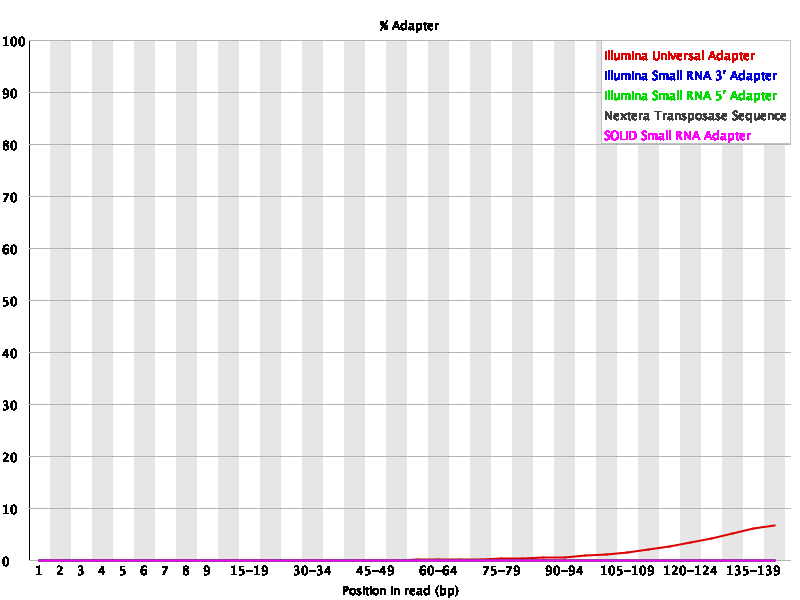 % Adapter
100
90
80
70
60
50
40
30
20
10
0
Illumina Universal Adapter
Illumina Small RNA 3' Adapter
Illumina Small RNA 5' Adapter
Nextera Transposase Sequence
SOLID Small RNA Adapter
1 2 3 4 5 6 7 8 9 15-19 30-34 45-49 60-64 75-79 90-94 105-109 120-124 135-139
Position in read (bp)